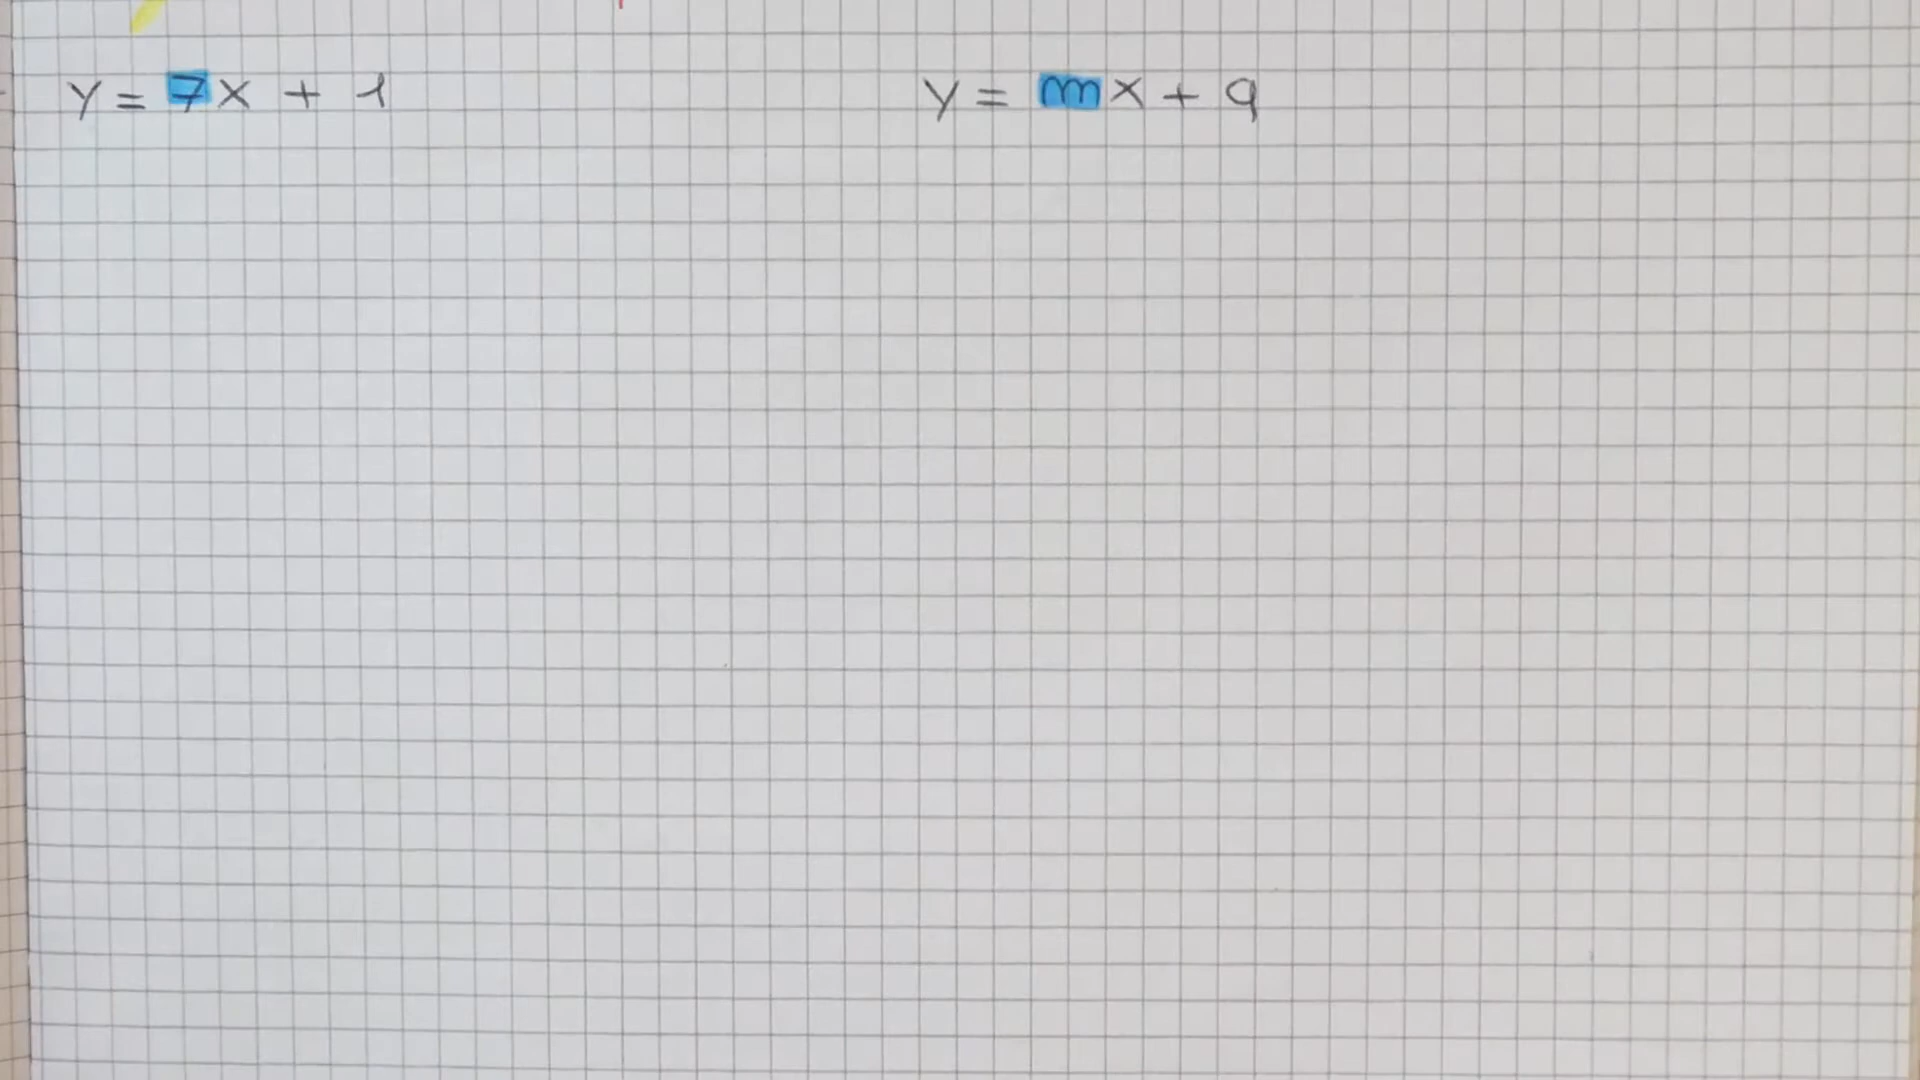 y = 7x + 1
y = mx + q